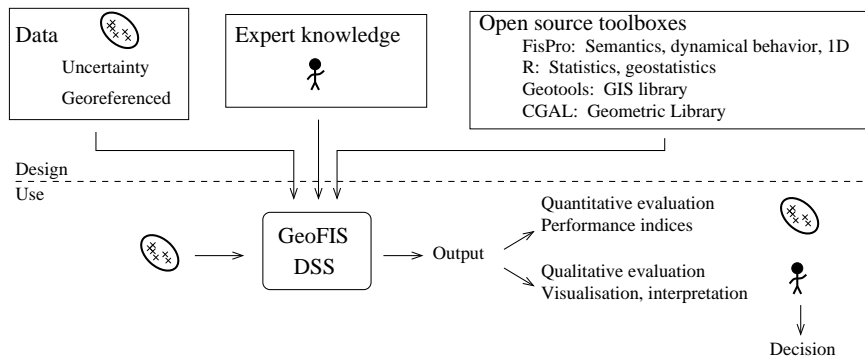 Data
Uncertainty
Georeferenced
Expert knowledge
Open source toolboxes
FisPro: Semantics, dynamical behavior, 1D
R: Statistics, geostatistics
Geotools: GIS library
CGAL: Geometric Library
Design
Use
GeoFIS
DSS
Output
Quantitative evaluation
Performance indices
Qualitative evaluation
Visualisation, interpretation
Decision